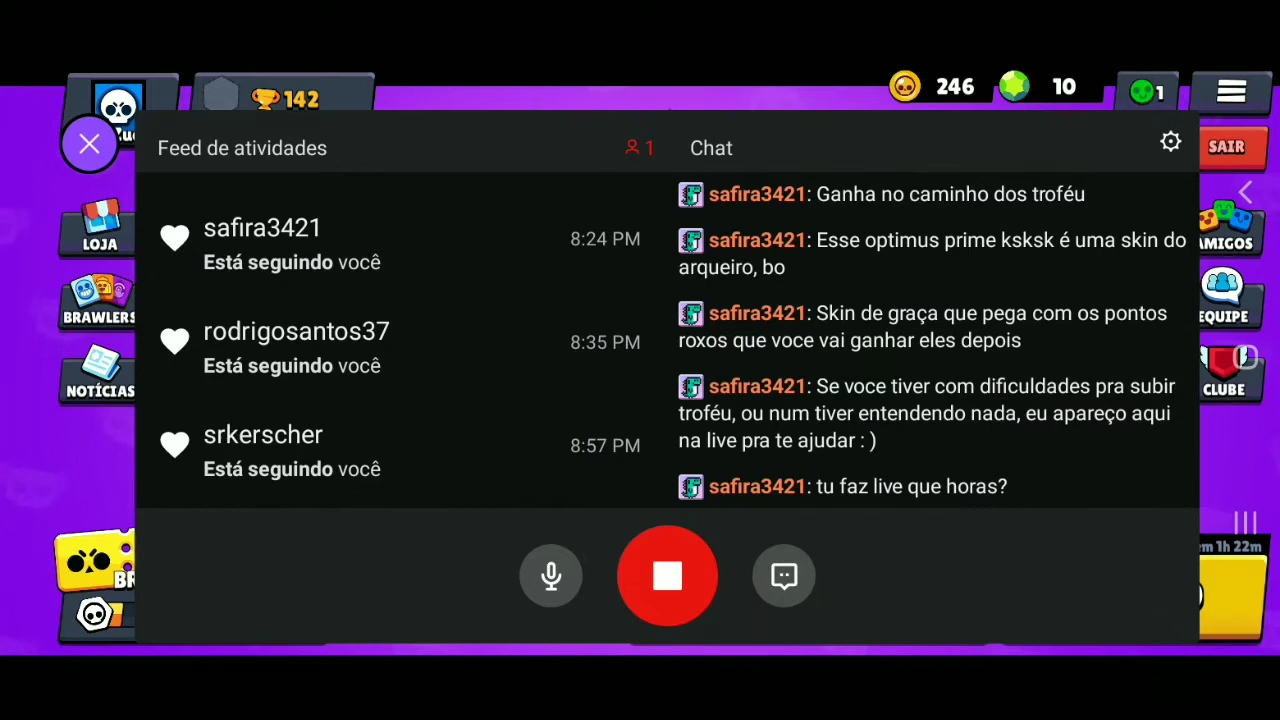 142
246
10
1
Feed de atividades
1
Chat
SAIR
safira3421
8:24 PM
Está seguindo você
rodrigosantos37
8:35 PM
Está seguindo você
srkerscher
8:57 PM
Está seguindo você
safira3421: Ganha no caminho dos troféu
safira3421: Esse optimus prime ksksk é uma skin do
arqueiro, bo
safira3421: Skin de graça que pega com os pontos
roxos que voce vai ganhar eles depois
safira3421: Se voce tiver com dificuldades pra subir
troféu, ou num tiver entendendo nada, eu apareço aqui
na live pra te ajudar : )
safira3421: tu faz live que horas?
LOJA
BRAWLERS
NOTÍCIAS
AMIGOS
EQUIPE
CLUBE
em 1h 22m